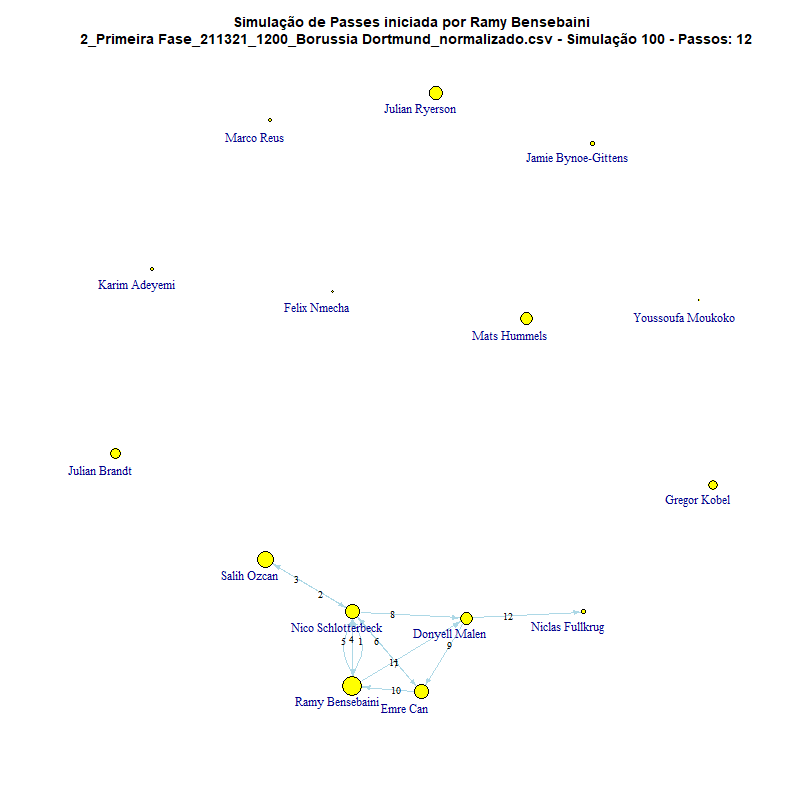 Simulação de Passes iniciada por Ramy Bensebaini
2_Primeira Fase_211321_1200_Borussia Dortmund_normalizado.csv - Simulação 100 - Passos: 12
Julian Ryerson
Marco Reus
Jamie Bynoe-Gittens
Karim Adeyemi
Felix Nmecha
Youssoufa Moukoko
Mats Hummels
Julian Brandt
Gregor Kobel
Salih Ozcan
3
2
Nico Schlotterbeck
8
Donyell Malen
12
Niclas Fullkrug
5
4
1
6
9
11
10
Ramy Bensebaini
Emre Can